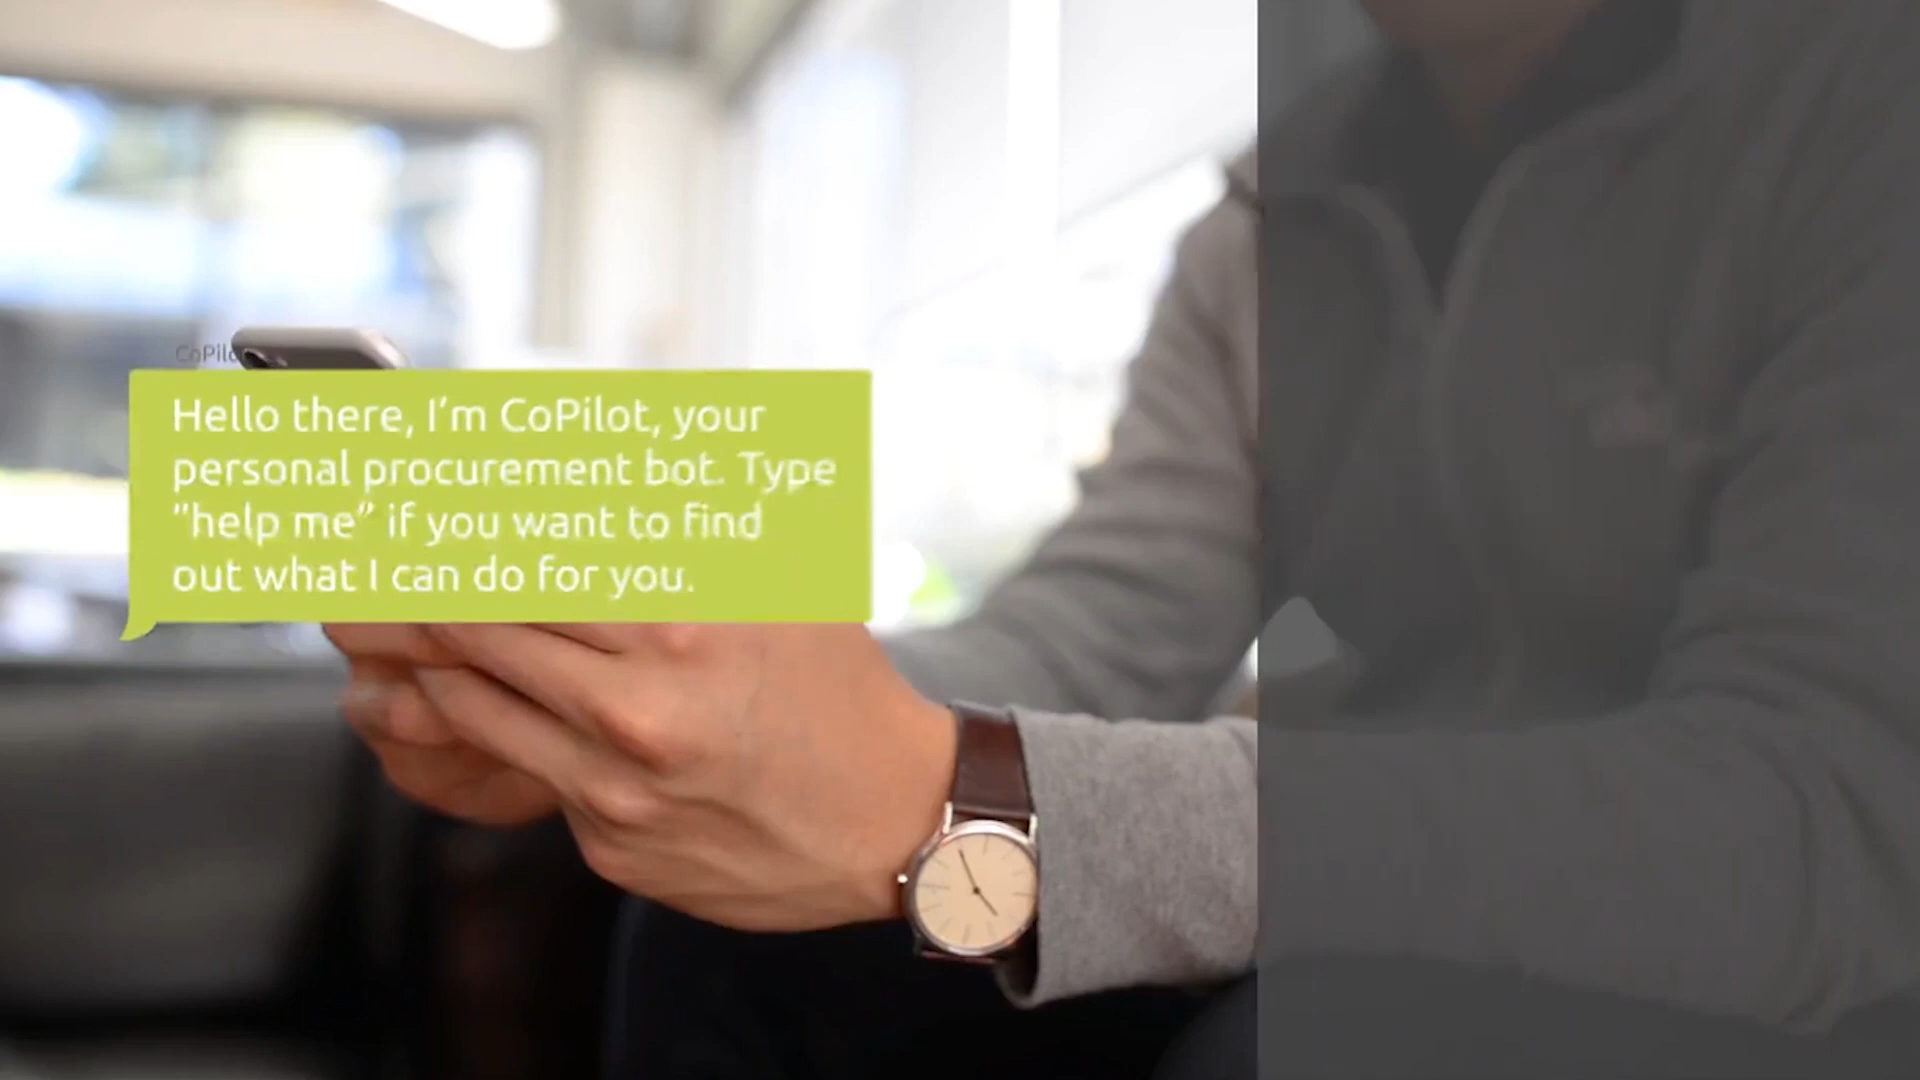 Hello there, I’m CoPilot, your
personal procurement bot. Type
"help me" if you want to find
out what I can do for you.